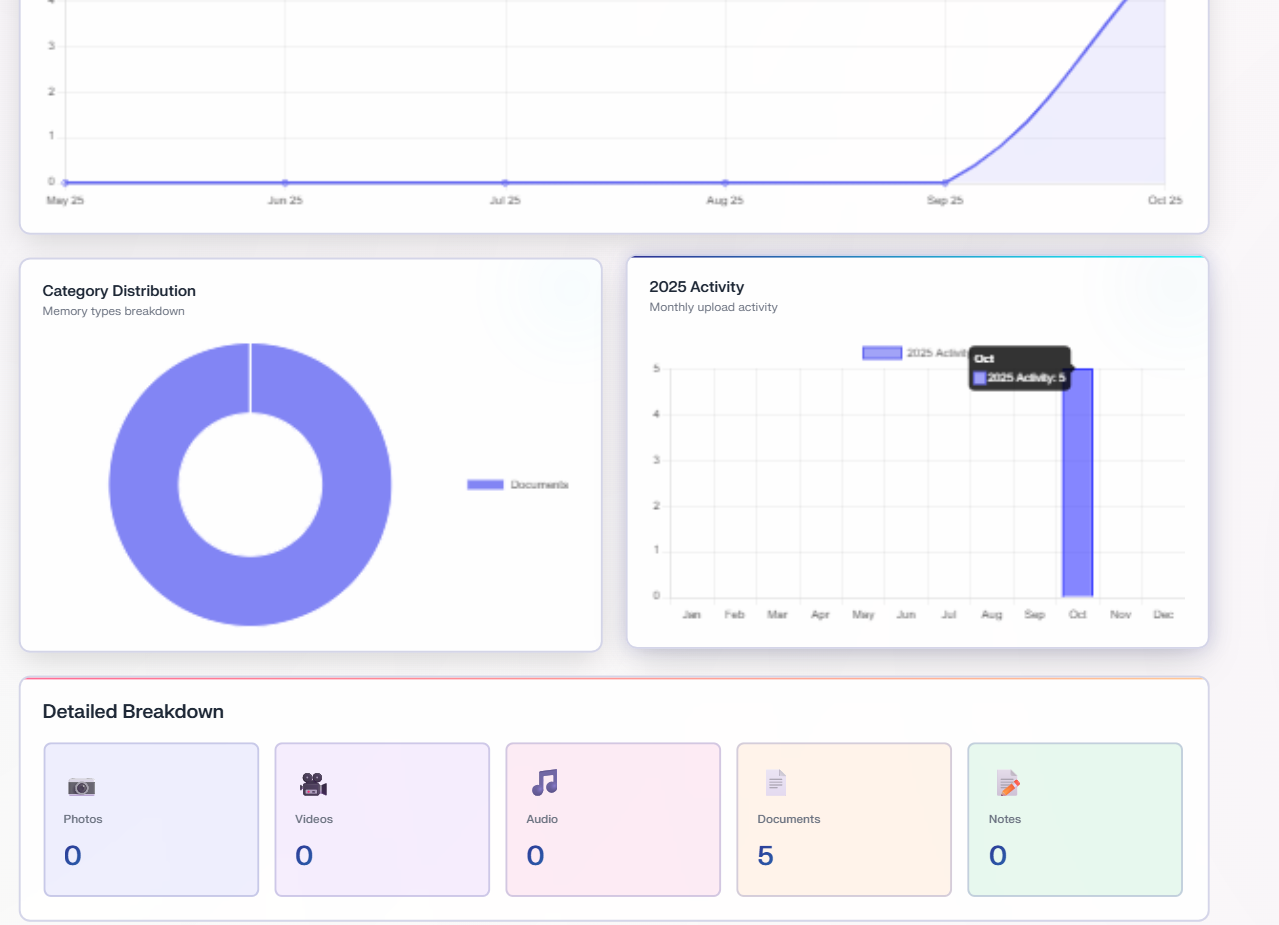 4
3
2
1
0
May 25 Jun 25 Jul 25 Aug 25 Sep 25 Oct 25
Category Distribution
Memory types breakdown
Documents
2025 Activity
Monthly upload activity
2025 Activit
Oct
2025 Activity: 5
5
4
3
2
1
0
Jan Feb Mar Apr May Jun Jul Aug Sep Oct Nov Dec
Detailed Breakdown
Photos
0
Videos
0
Audio
0
Documents
5
Notes
0